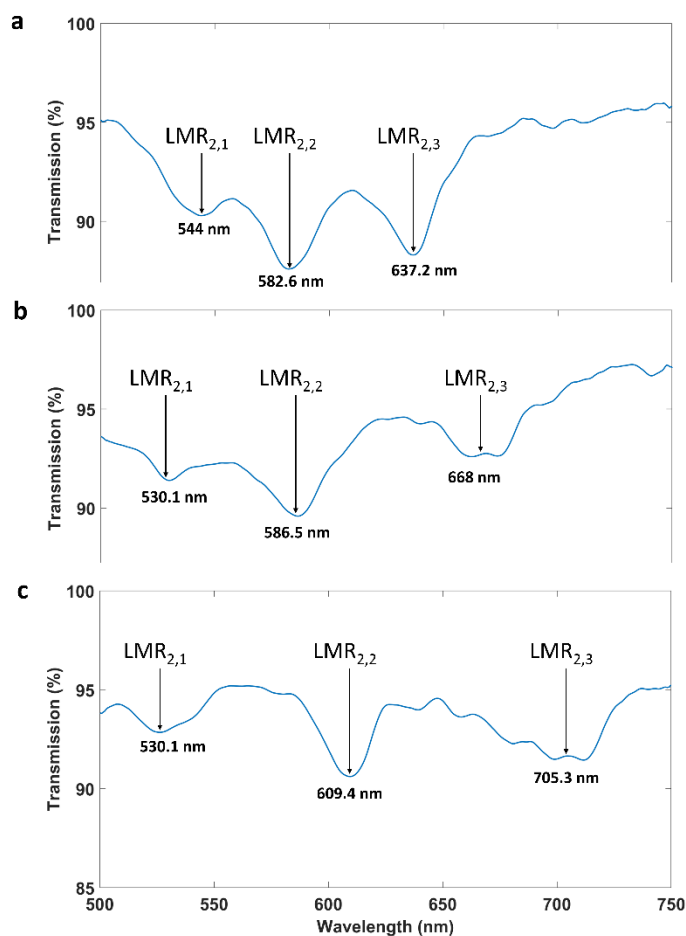 a
100
95
90
Transmission (%)
LMR2,1
LMR2,2
LMR2,3
544 nm
582.6 nm
637.2 nm
b
100
95
90
Transmission (%)
LMR2,1
LMR2,2
LMR2,3
530.1 nm
586.5 nm
668 nm
c
100
95
90
85
Transmission (%)
LMR2,1
LMR2,2
LMR2,3
530.1 nm
609.4 nm
705.3 nm
500
550
600
650
700
750
Wavelength (nm)